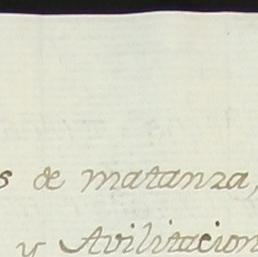 s de matanza,
y Avilitacion